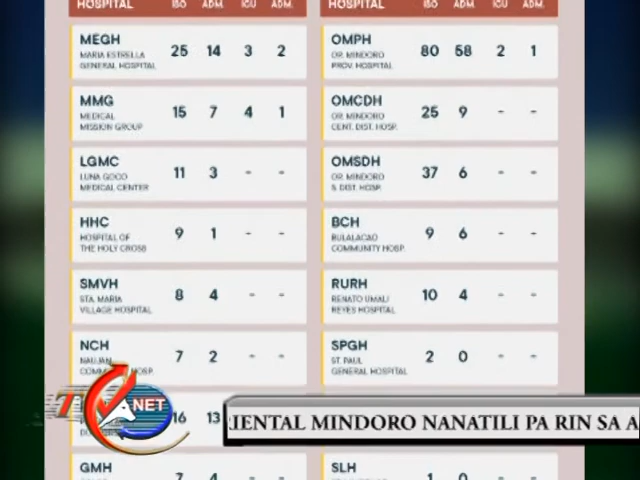 HOSPITAL ISO ADM. ICU ADM.
MEGH 25 14 3 2
MARIA ESTRELLA
GENERAL HOSPITAL
MMG 15 7 4 1
MEDICAL
MISSION GROUP
LGMC 11 3 - -
LUNA GOCO
MEDICAL CENTER
HHC 9 1 - -
HOSPITAL OF
THE HOLY CROSS
SMVH 8 4 - -
STA. MARIA
VILLAGE HOSPITAL
NCH 7 2 - -
NAUJAN
HOSP.
16 13
GMH 7 4 - -
HOSPITAL ISO ADM. ICU ADM.
OMPH 80 58 2 1
OR. MINDORO
PROV. HOSPITAL
OMCDH 25 9 - -
OR. MINDORO
CENT. DIST. HOSP.
OMSDH 37 6 - -
OR. MINDORO
S. DIST. HOSP.
BCH 9 6 - -
BULALACAO
COMMUNITY HOSP.
RURH 10 4 - -
RENATO UMALI
REYES HOSPITAL
SPGH 2 0 - -
ST. PAUL
GENERAL HOSPITAL
SLH 1 0 - -
NET
IENTAL MINDORO NANATILI PA RIN SA A